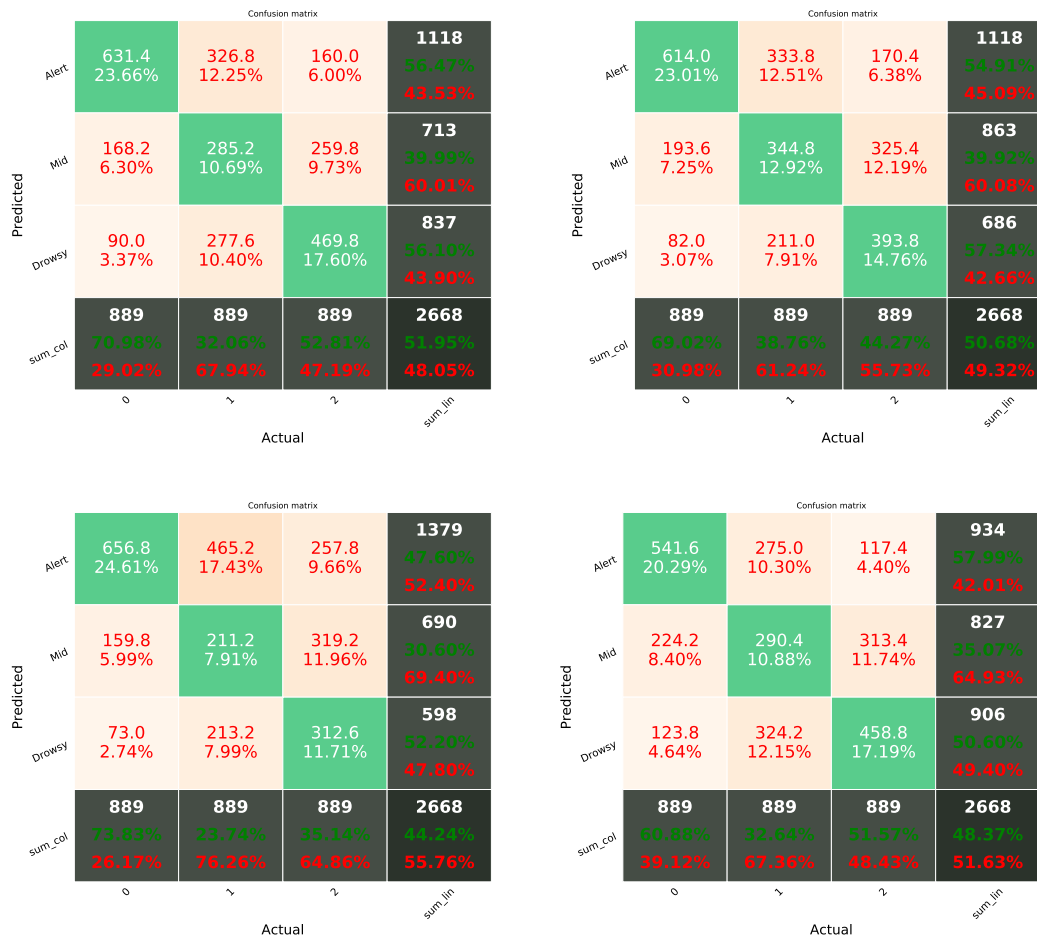 Confusion matrix
Predicted
Alert
631.4 326.8 160.0 1118
23.66% 12.25% 6.00% 56.47%
43.53%
Mid
168.2 285.2 259.8 713
6.30% 10.69% 9.73% 39.99%
60.01%
Drowsy
90.0 277.6 469.8 837
3.37% 10.40% 17.60% 56.10%
43.90%
sum_col
889 889 889 2668
70.98% 32.06% 52.81% 51.95%
29.02% 67.94% 47.19% 48.05%
0 1 2 sum_lin
Actual
Confusion matrix
Predicted
Alert
614.0 333.8 170.4 1118
23.01% 12.51% 6.38% 54.91%
45.09%
Mid
193.6 344.8 325.4 863
7.25% 12.92% 12.19% 39.92%
60.08%
Drowsy
82.0 211.0 393.8 686
3.07% 7.91% 14.76% 57.34%
42.66%
sum_col
889 889 889 2668
69.02% 38.76% 44.27% 50.68%
30.98% 61.24% 55.73% 49.32%
0 1 2 sum_lin
Actual
Confusion matrix
Predicted
Alert
656.8 465.2 257.8 1379
24.61% 17.43% 9.66% 47.60%
52.40%
Mid
159.8 211.2 319.2 690
5.99% 7.91% 11.96% 30.60%
69.40%
Drowsy
73.0 213.2 312.6 598
2.74% 7.99% 11.71% 52.20%
47.80%
sum_col
889 889 889 2668
73.83% 23.74% 35.14% 44.24%
26.17% 76.26% 64.86% 55.76%
0 1 2 sum_lin
Actual
Confusion matrix
Predicted
Alert
541.6 275.0 117.4 934
20.29% 10.30% 4.40% 57.99%
42.01%
Mid
224.2 290.4 313.4 827
8.40% 10.88% 11.74% 35.07%
64.93%
Drowsy
123.8 324.2 458.8 906
4.64% 12.15% 17.19% 50.60%
49.40%
sum_col
889 889 889 2668
60.88% 32.64% 51.57% 48.37%
39.12% 67.36% 48.43% 51.63%
0 1 2 sum_lin
Actual